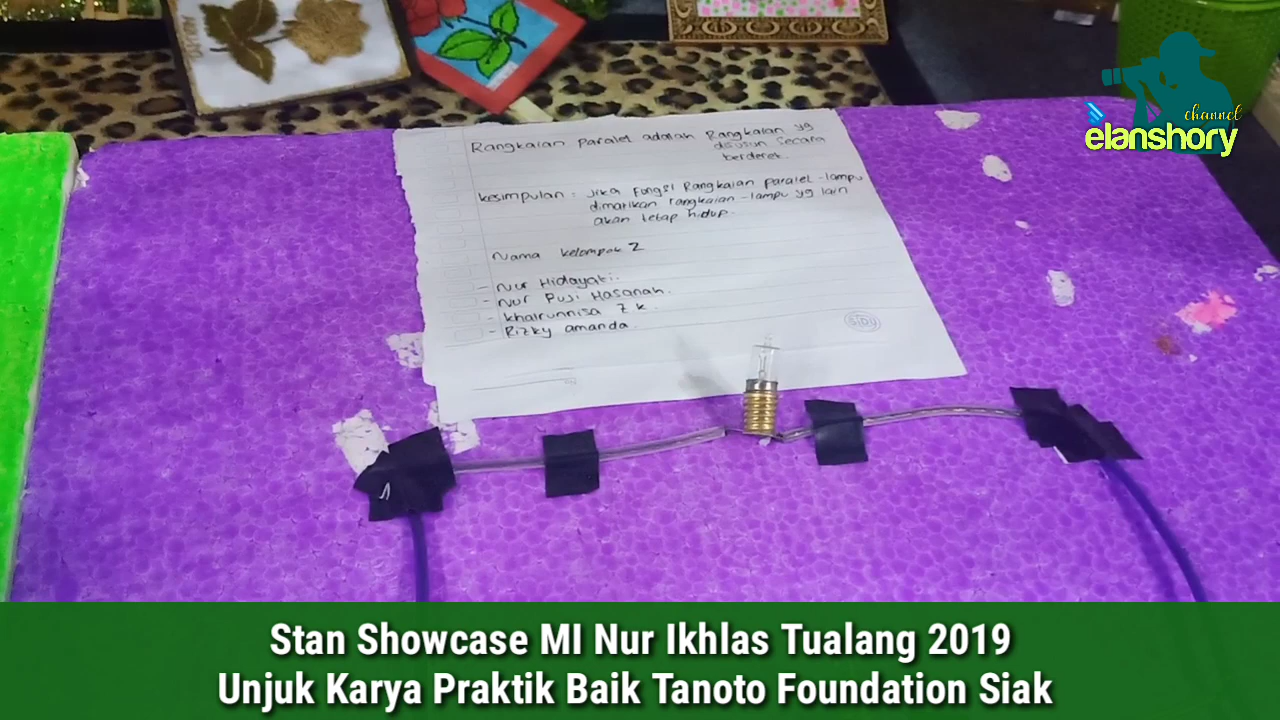 channel
elanshory
Rangkaian paralel adalah Rangkaian yg
disusun secara
berderet.
kesimpulan : Jika Fungsi Rangkaian paralel - lampu
dimatikan rangkaian - lampu yg lain
akan tetap hidup.
Nama kelompok 2
- Nur Hidayati.
- Nur Puji Hasanah.
- khairunnisa Z k.
- Rizky amanda.
SiDU
Stan Showcase MI Nur Ikhlas Tualang 2019
Unjuk Karya Praktik Baik Tanoto Foundation Siak